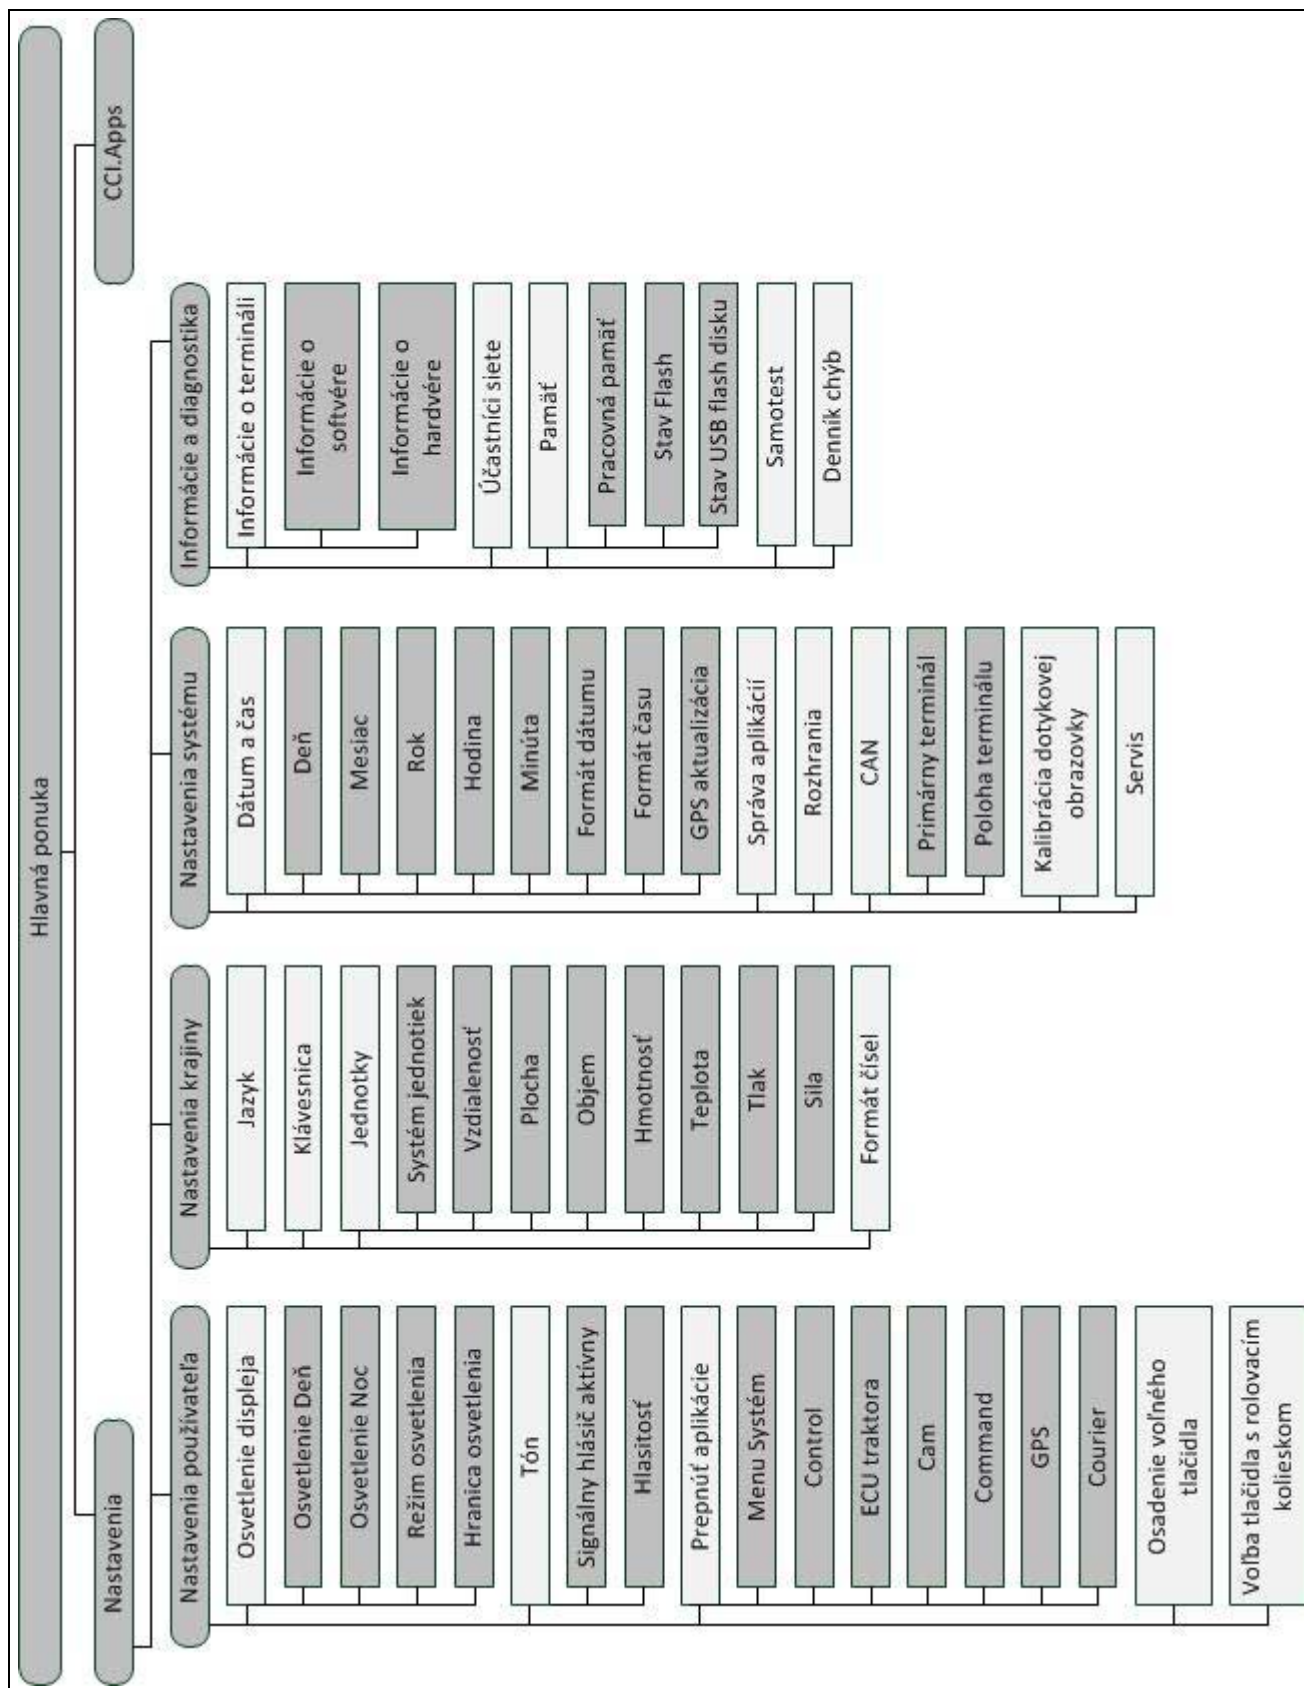 Hlavná ponuka
Nastavenia
CCI.Apps
Nastavenia používateľa
Osvetlenie displeja
Osvetlenie Deň
Osvetlenie Noc
Režim osvetlenia
Hranica osvetlenia
Tón
Signálny hlásič aktívny
Hlasitosť
Prepnúť aplikácie
Menu Systém
Control
ECU traktora
Cam
Command
GPS
Courier
Osadenie voľného
tlačidla
Voľba tlačidla s rolovacím
kolieskom
Nastavenia krajiny
Jazyk
Klávesnica
Jednotky
Systém jednotiek
Vzdialenosť
Plocha
Objem
Hmotnosť
Teplota
Tlak
Sila
Formát čísel
Nastavenia systému
Dátum a čas
Deň
Mesiac
Rok
Hodina
Minúta
Formát dátumu
Formát času
GPS aktualizácia
Správa aplikácií
Rozhrania
CAN
Primárny terminál
Poloha terminálu
Kalibrácia dotykovej
obrazovky
Servis
Informácie a diagnostika
Informácie o termináli
Informácie o
softvére
Informácie o
hardvére
Účastníci siete
Pamäť
Pracovná pamäť
Stav Flash
Stav USB flash disku
Samotest
Denník chýb